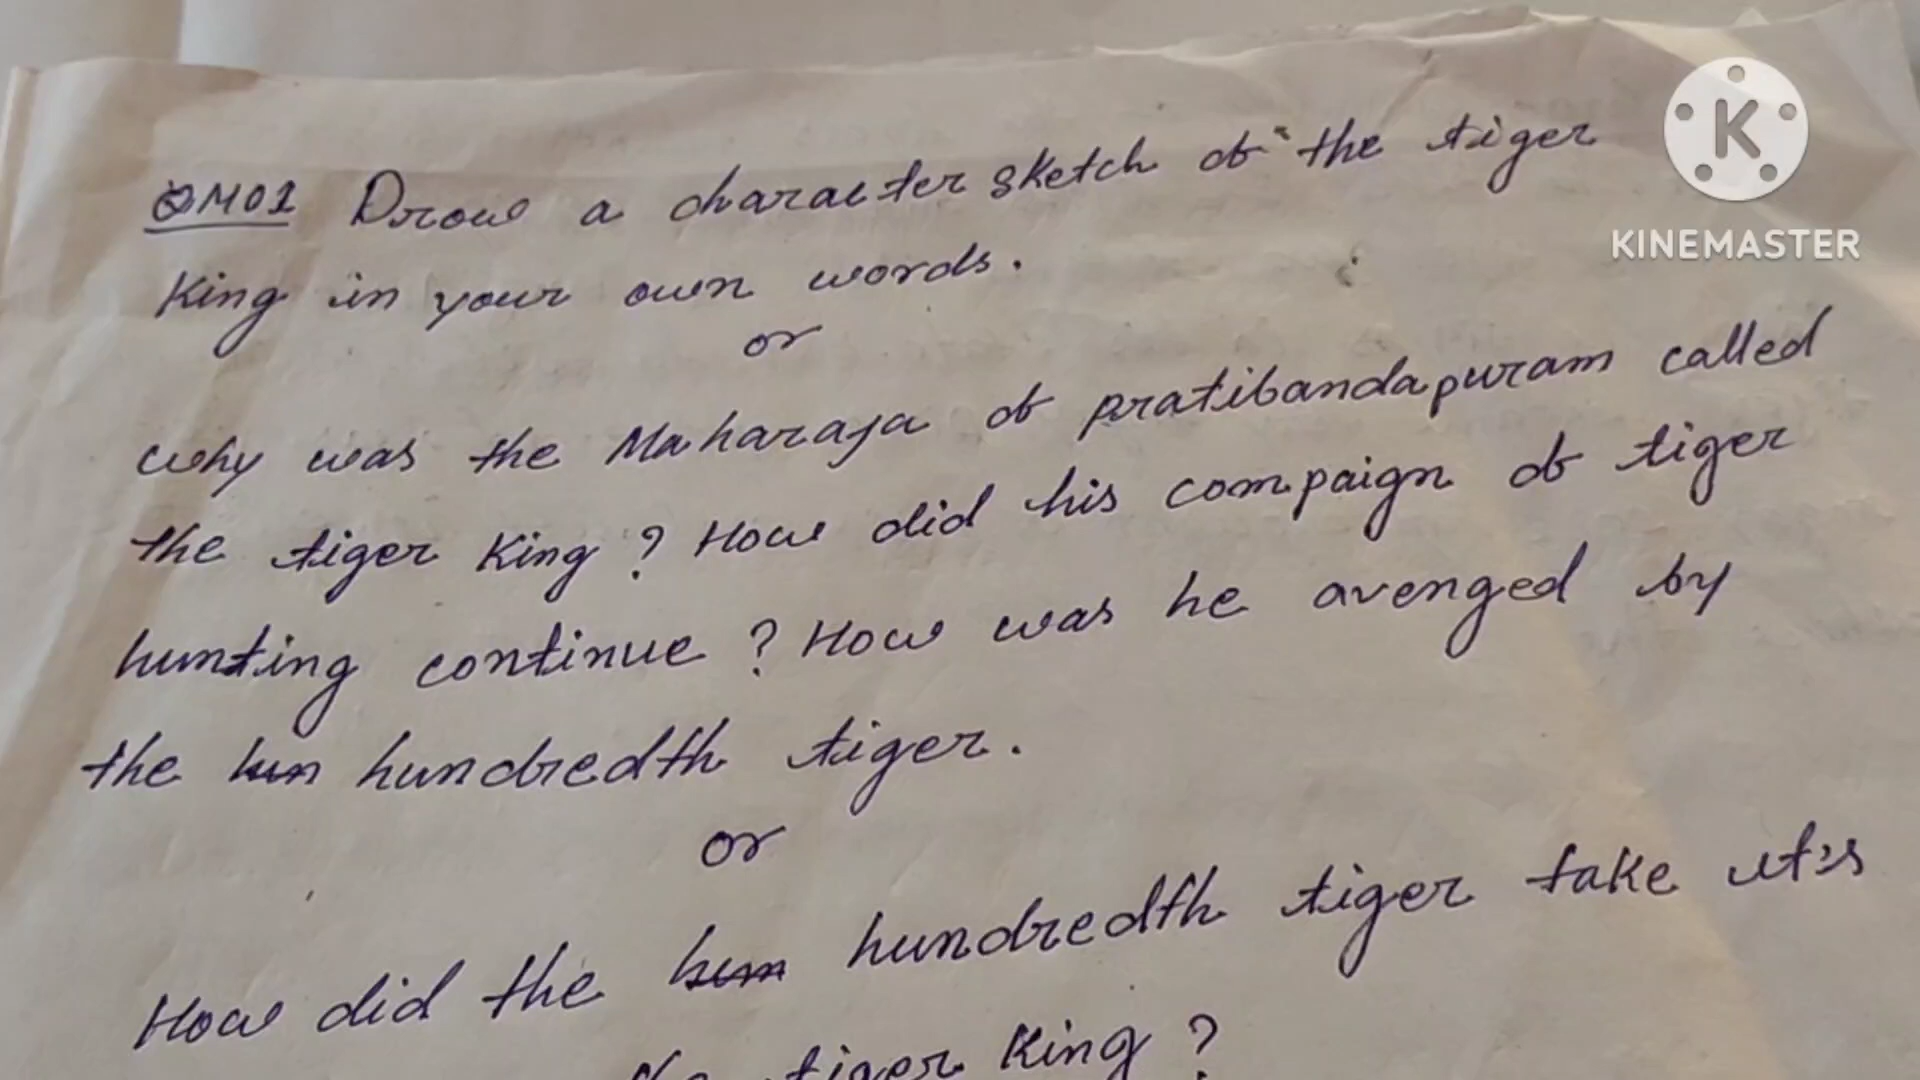 QM01 Draw a character sketch of the tiger
King in your own words.
or
why was the Maharaja of pratibandapuram called
the tiger King? How did his compaign of tiger
hunting continue? How was he avenged by
the hun hundredth tiger.
or
How did the hun hundredth tiger take it's
the tiger King?
K
KINEMASTER